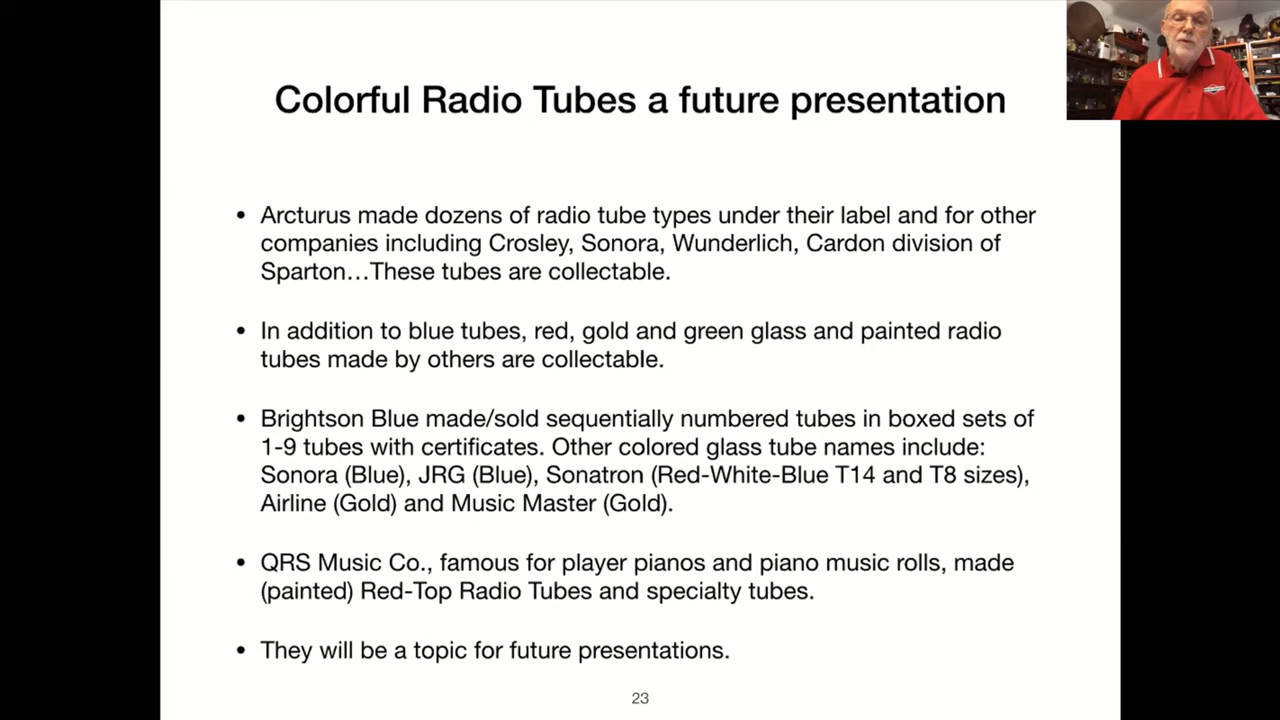 Colorful Radio Tubes a future presentation
• Arcturus made dozens of radio tube types under their label and for other
companies including Crosley, Sonora, Wunderlich, Cardon division of
Sparton…These tubes are collectable.
• In addition to blue tubes, red, gold and green glass and painted radio
tubes made by others are collectable.
• Brightson Blue made/sold sequentially numbered tubes in boxed sets of
1-9 tubes with certificates. Other colored glass tube names include:
Sonora (Blue), JRG (Blue), Sonatron (Red-White-Blue T14 and T8 sizes),
Airline (Gold) and Music Master (Gold).
• QRS Music Co., famous for player pianos and piano music rolls, made
(painted) Red-Top Radio Tubes and specialty tubes.
• They will be a topic for future presentations.
23